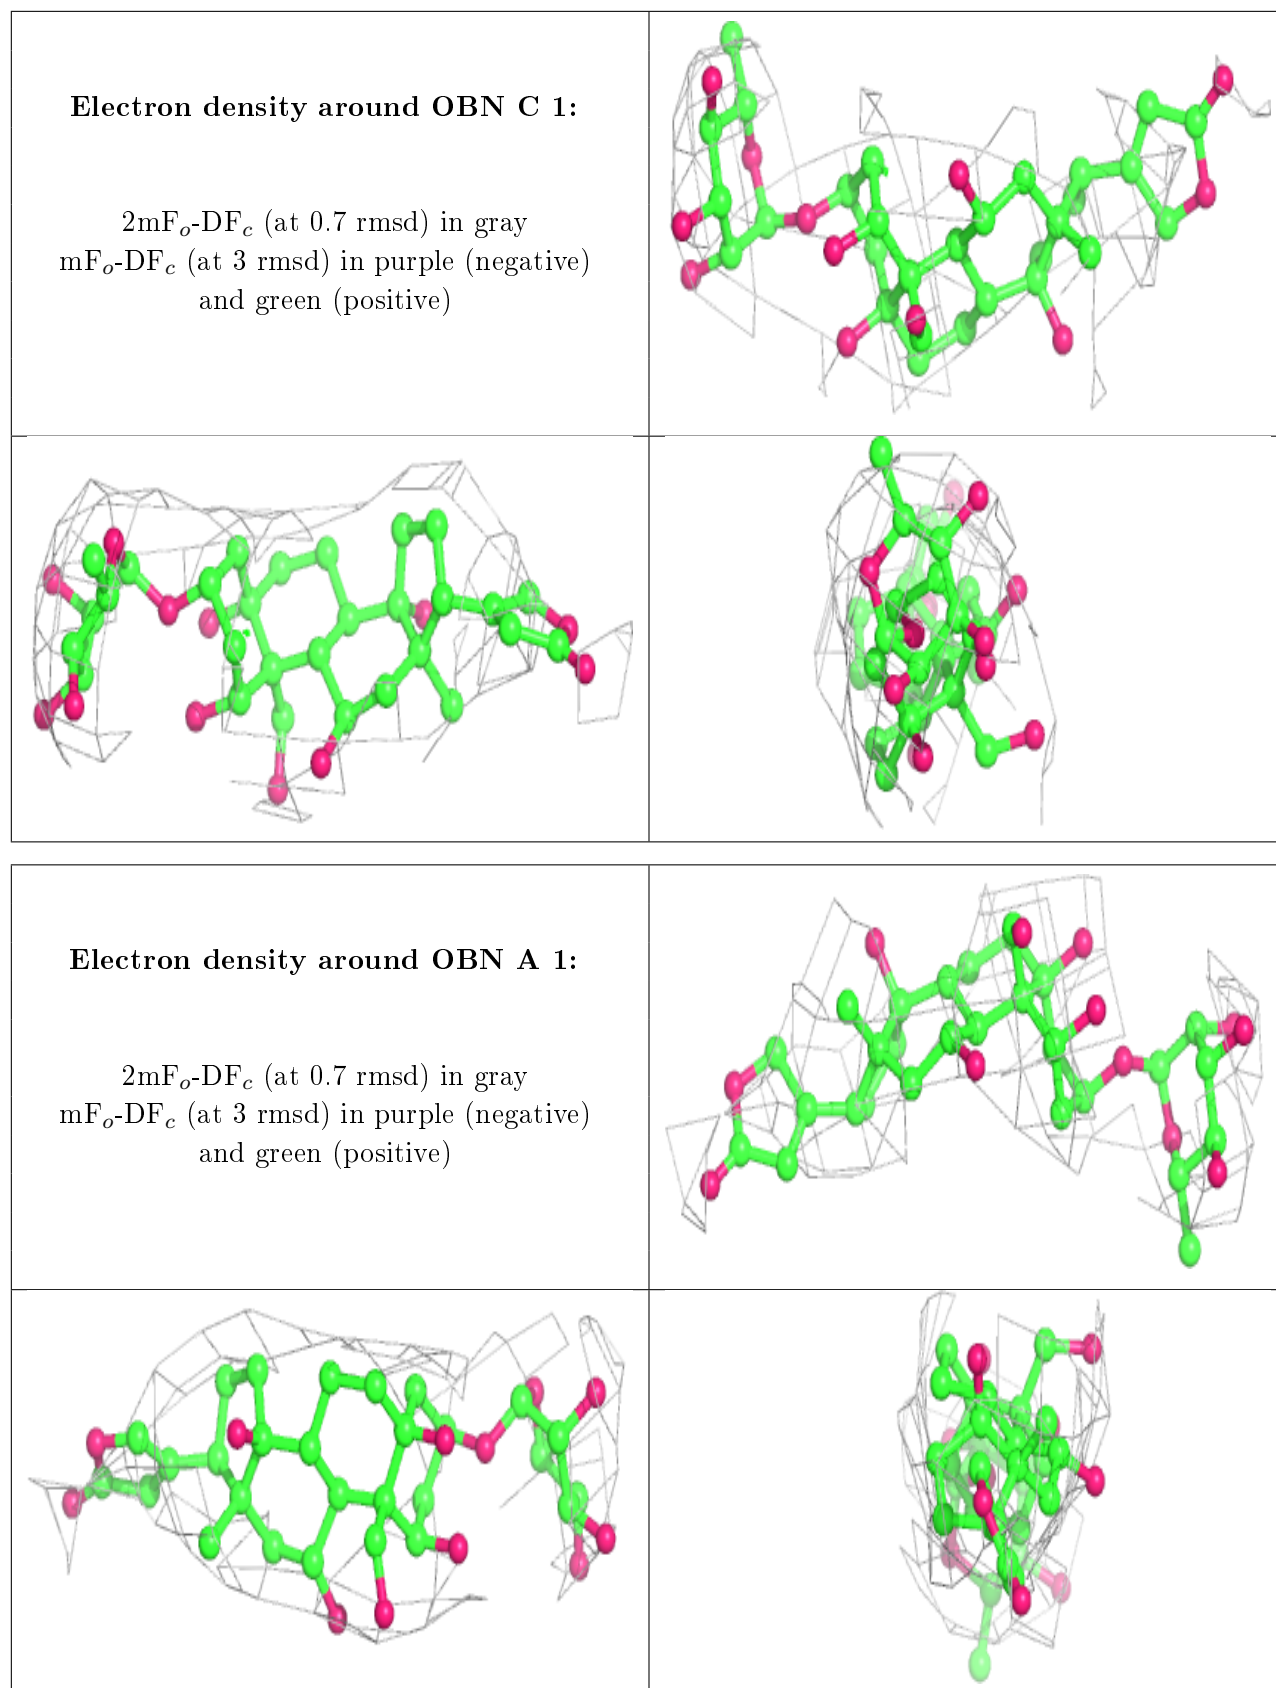 Electron density around OBN C 1:
2mFo-DFc (at 0.7 rmsd) in gray
mFo-DFc (at 3 rmsd) in purple (negative)
and green (positive)
Electron density around OBN A 1:
2mFo-DFc (at 0.7 rmsd) in gray
mFo-DFc (at 3 rmsd) in purple (negative)
and green (positive)